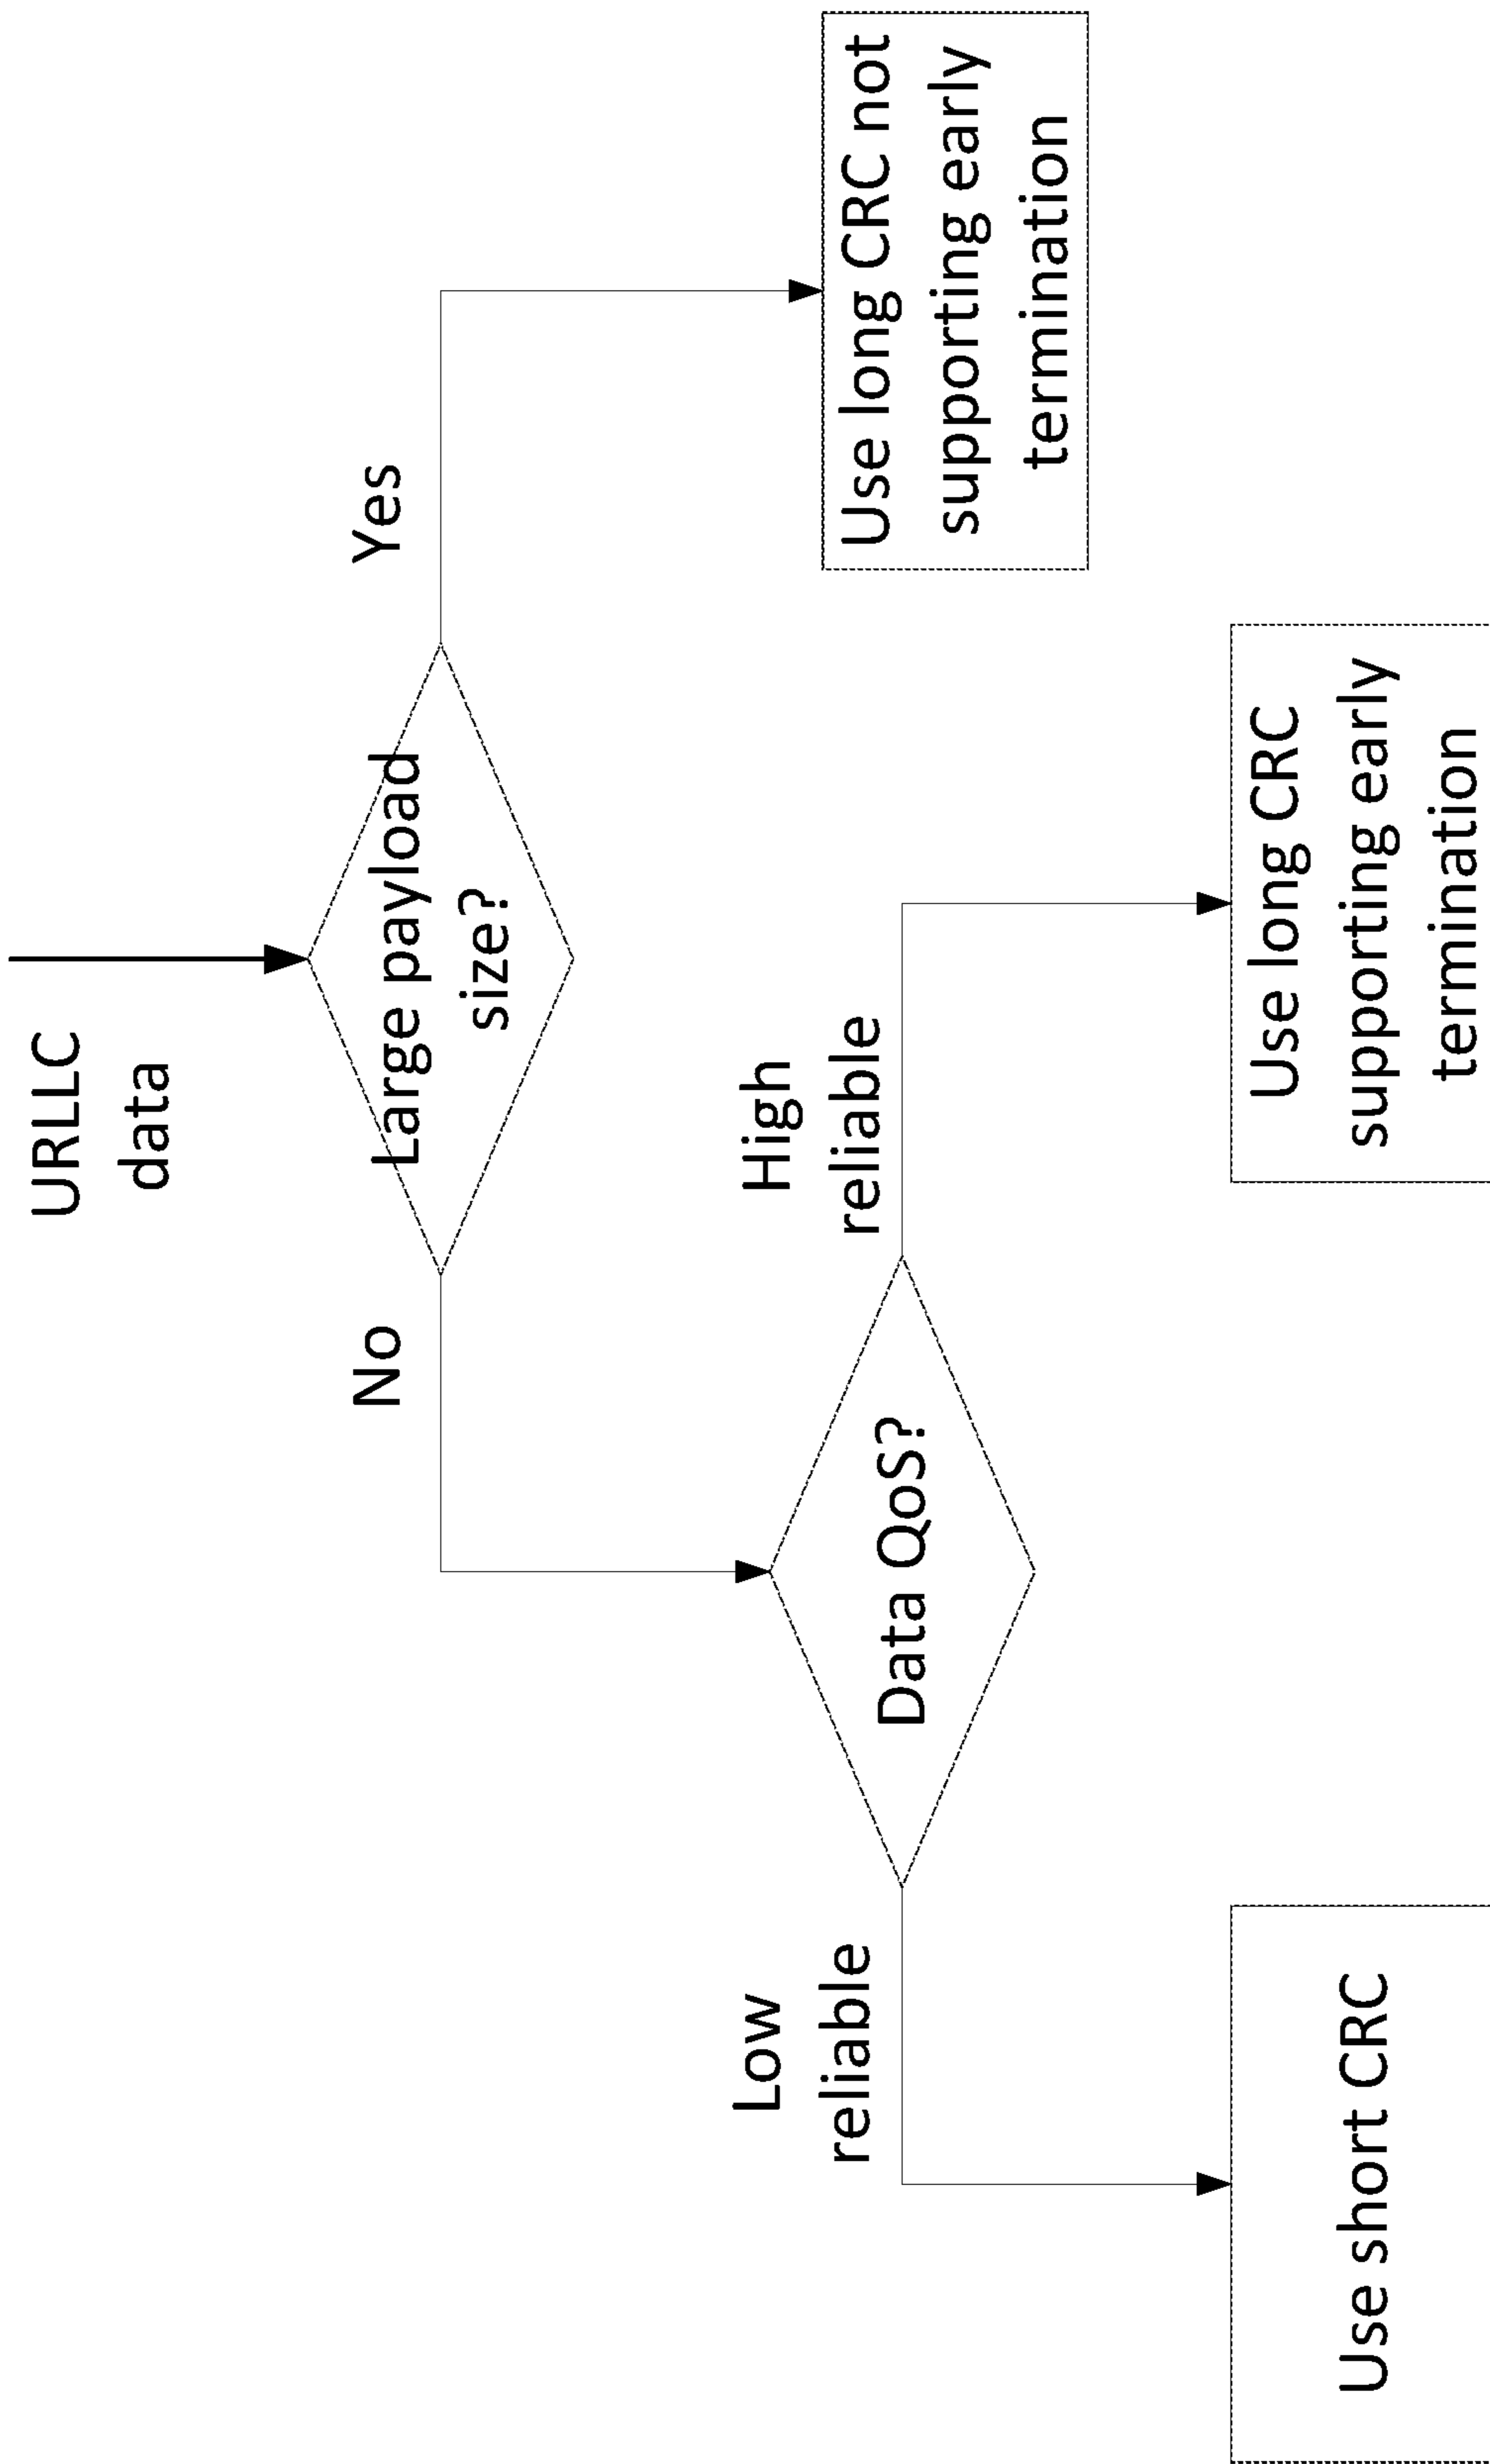 URLLC
data
Large payload
size?
No
Yes
Low
reliable
Data QoS?
High
reliable
Use long CRC not
supporting early
termination
Use short CRC
Use long CRC
supporting early
termination